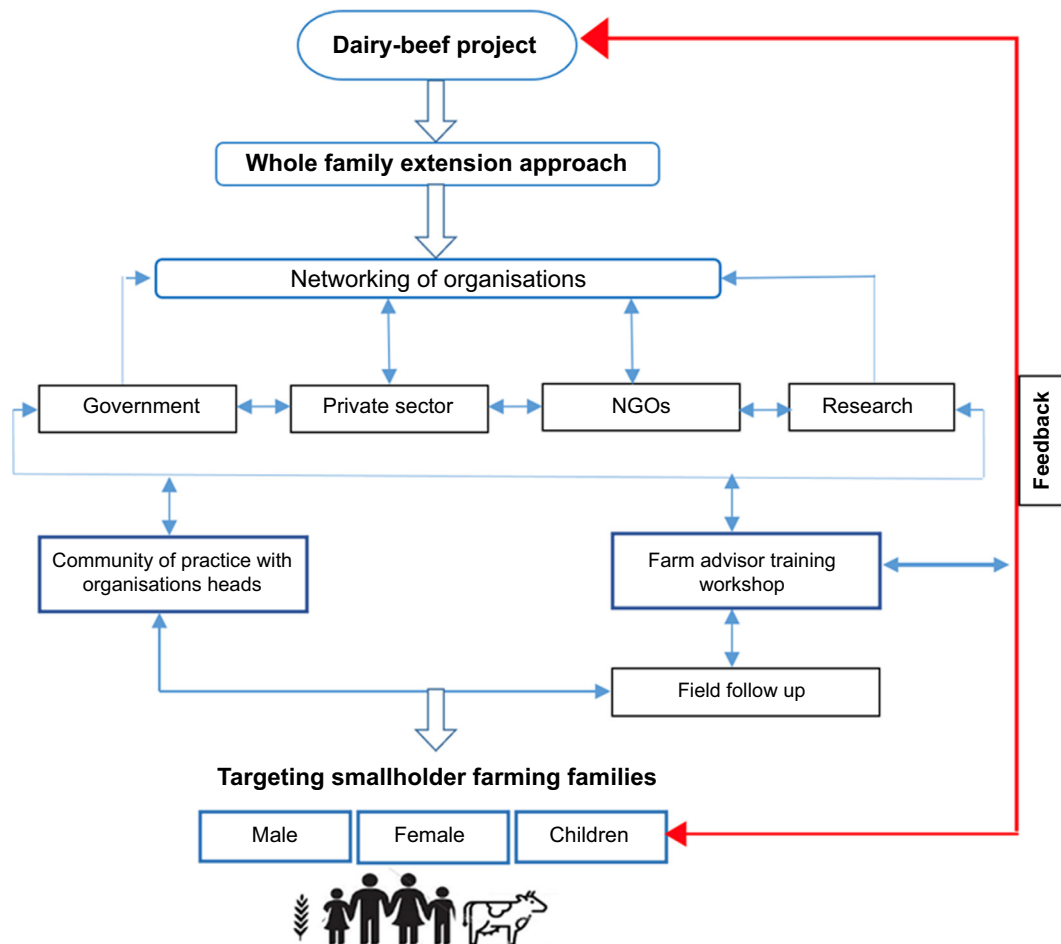 Dairy-beef project
Whole family extension approach
Networking of organisations
Government
Private sector
NGOs
Research
Feedback
Community of practice with
organisations heads
Farm advisor training
workshop
Field follow up
Targeting smallholder farming families
Male
Female
Children